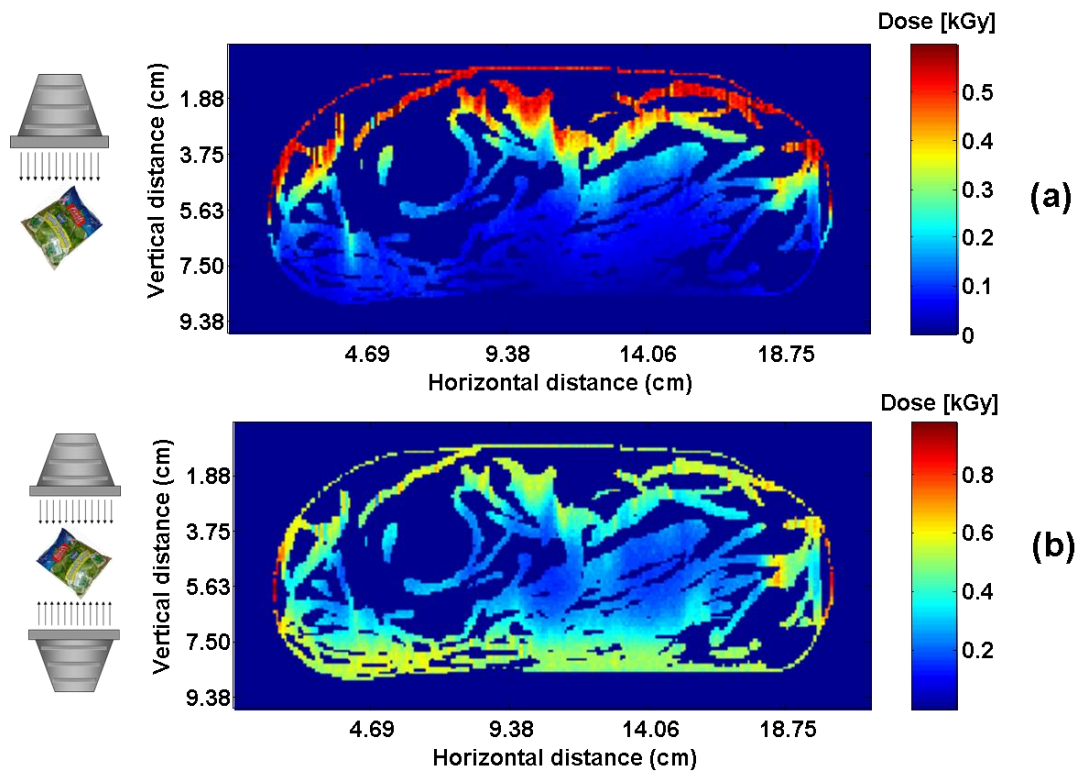 Dose [kGy]
0.5
0.4
0.3
0.2
0.1
0
Vertical distance (cm)
1.88
3.75
5.63
7.50
9.38
4.69 9.38 14.06 18.75
Horizontal distance (cm)
(a)
Dose [kGy]
0.8
0.6
0.4
0.2
Vertical distance (cm)
1.88
3.75
5.63
7.50
9.38
4.69 9.38 14.06 18.75
Horizontal distance (cm)
(b)